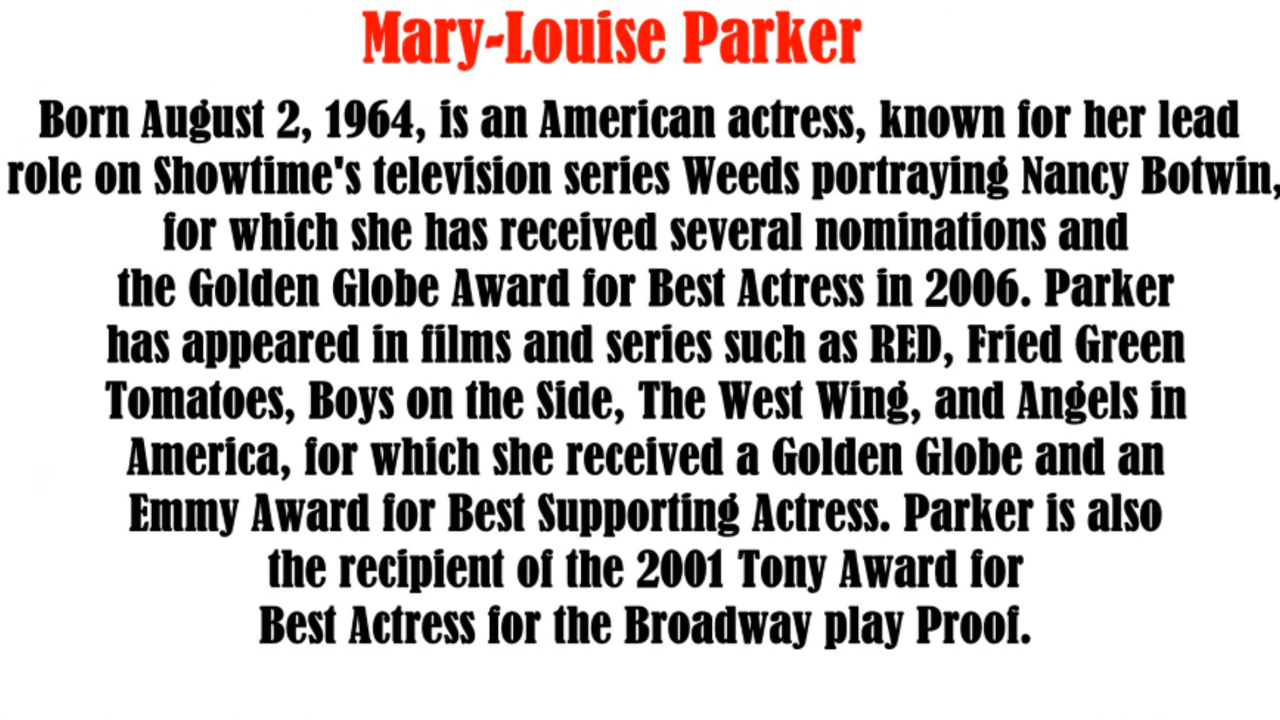 Mary-Louise Parker
Born August 2, 1964, is an American actress, known for her lead
role on Showtime's television series Weeds portraying Nancy Botwin,
for which she has received several nominations and
the Golden Globe Award for Best Actress in 2006. Parker
has appeared in films and series such as RED, Fried Green
Tomatoes, Boys on the Side, The West Wing, and Angels in
America, for which she received a Golden Globe and an
Emmy Award for Best Supporting Actress. Parker is also
the recipient of the 2001 Tony Award for
Best Actress for the Broadway play Proof.